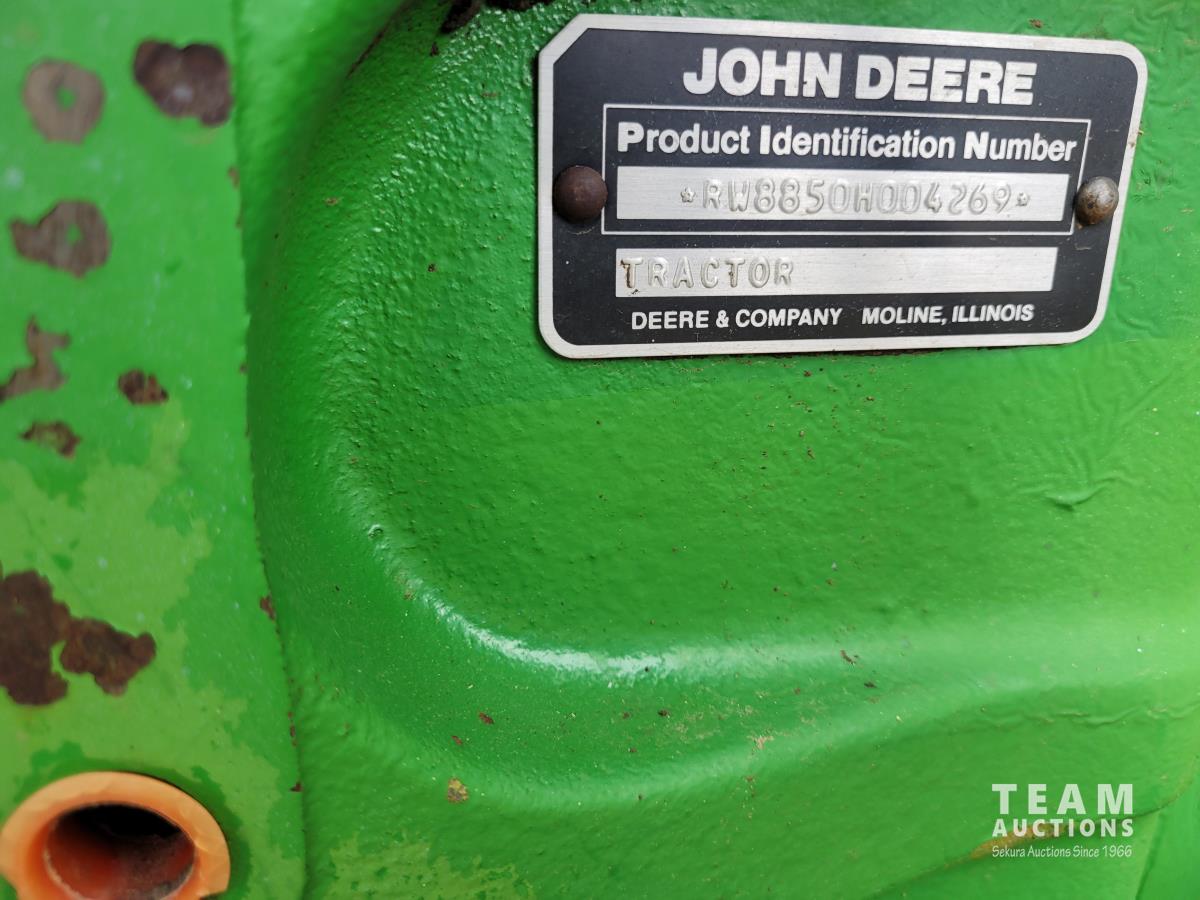 JOHN DEERE
Product Identification Number
*RW8850H004269*
TRACTOR
DEERE & COMPANY MOLINE, ILLINOIS
TEAM
AUCTIONS
Sekura Auctions Since 1966